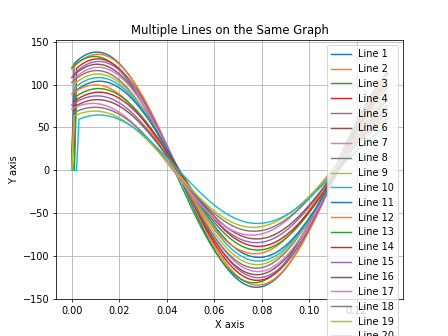 Multiple Lines on the Same Graph
150
100
50
0
−50
−100
−150
Y axis
0.00
0.02
0.04
0.06
0.08
0.10
X axis
Line 1
Line 2
Line 3
Line 4
Line 5
Line 6
Line 7
Line 8
Line 9
Line 10
Line 11
Line 12
Line 13
Line 14
Line 15
Line 16
Line 17
Line 18
Line 19
Line 20